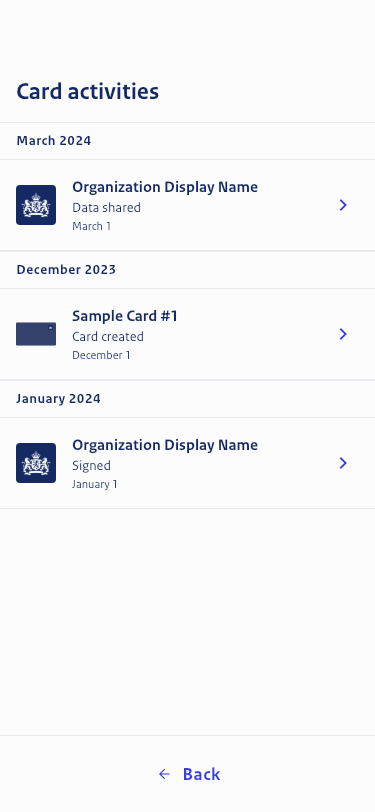 Card activities
March 2024
Organization Display Name
Data shared
March 1
December 2023
Sample Card #1
Card created
December 1
January 2024
Organization Display Name
Signed
January 1
Back